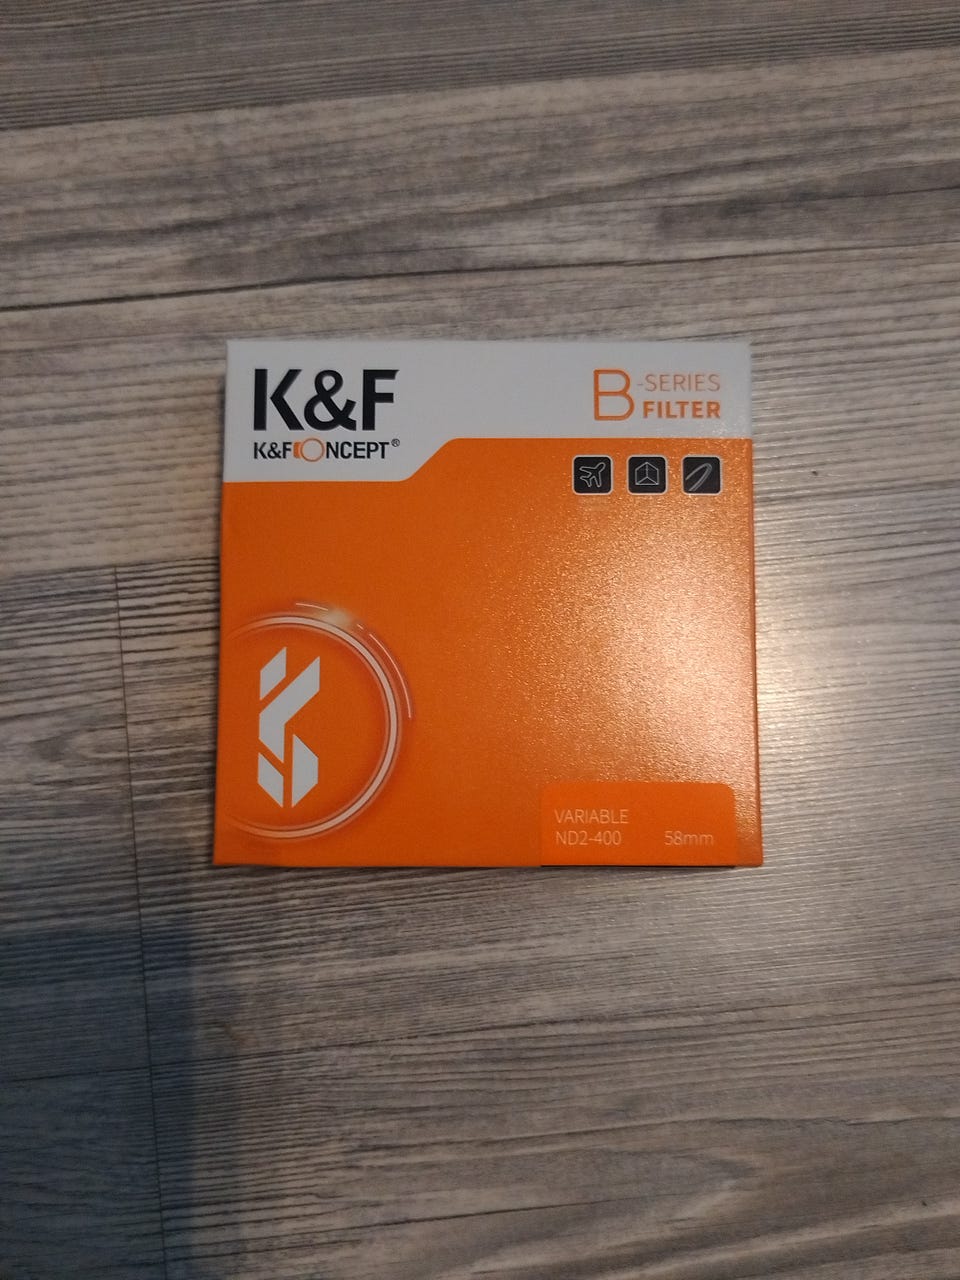 K&F
K&F CONCEPT®
B-SERIES
FILTER
VARIABLE
ND2-400 58mm